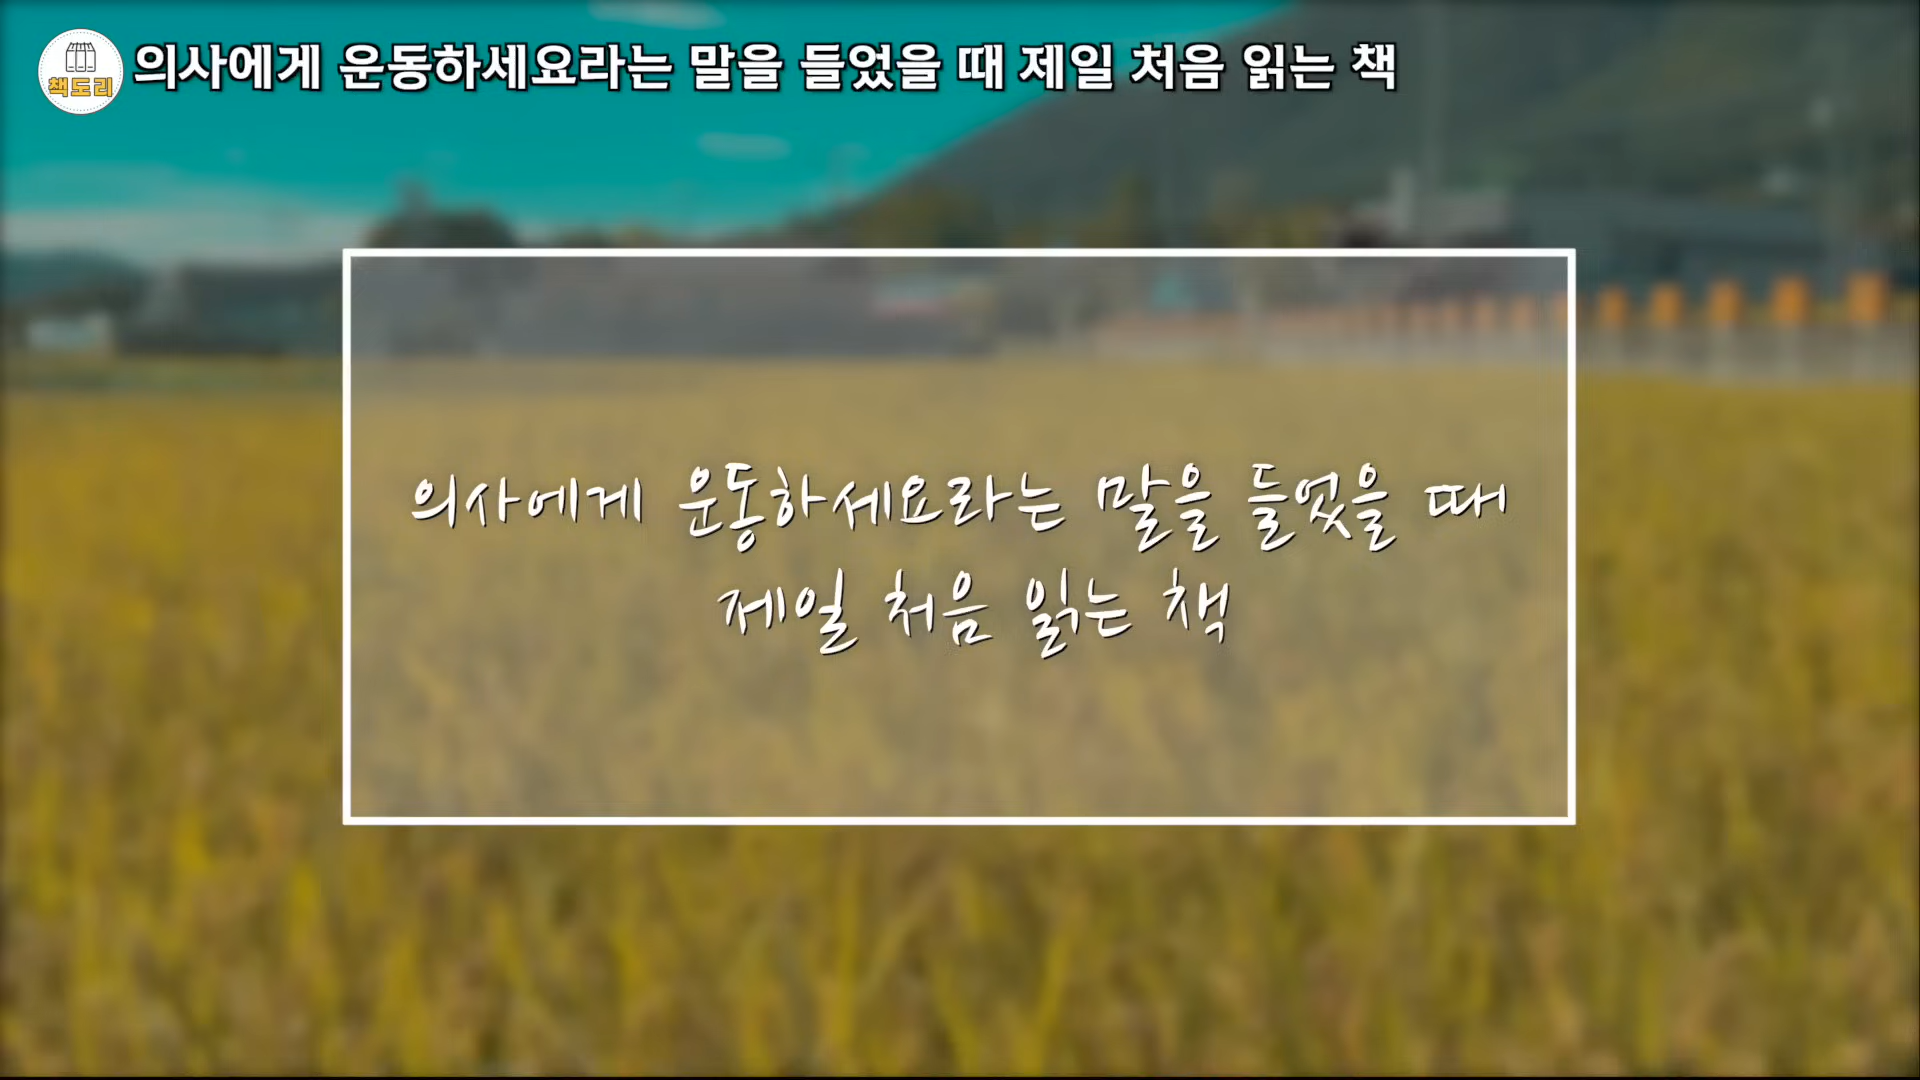 책도리
의사에게 운동하세요라는 말을 들었을 때 제일 처음 읽는 책
의사에게 운동하세요라는 말을 들었을 때
제일 처음 읽는 책